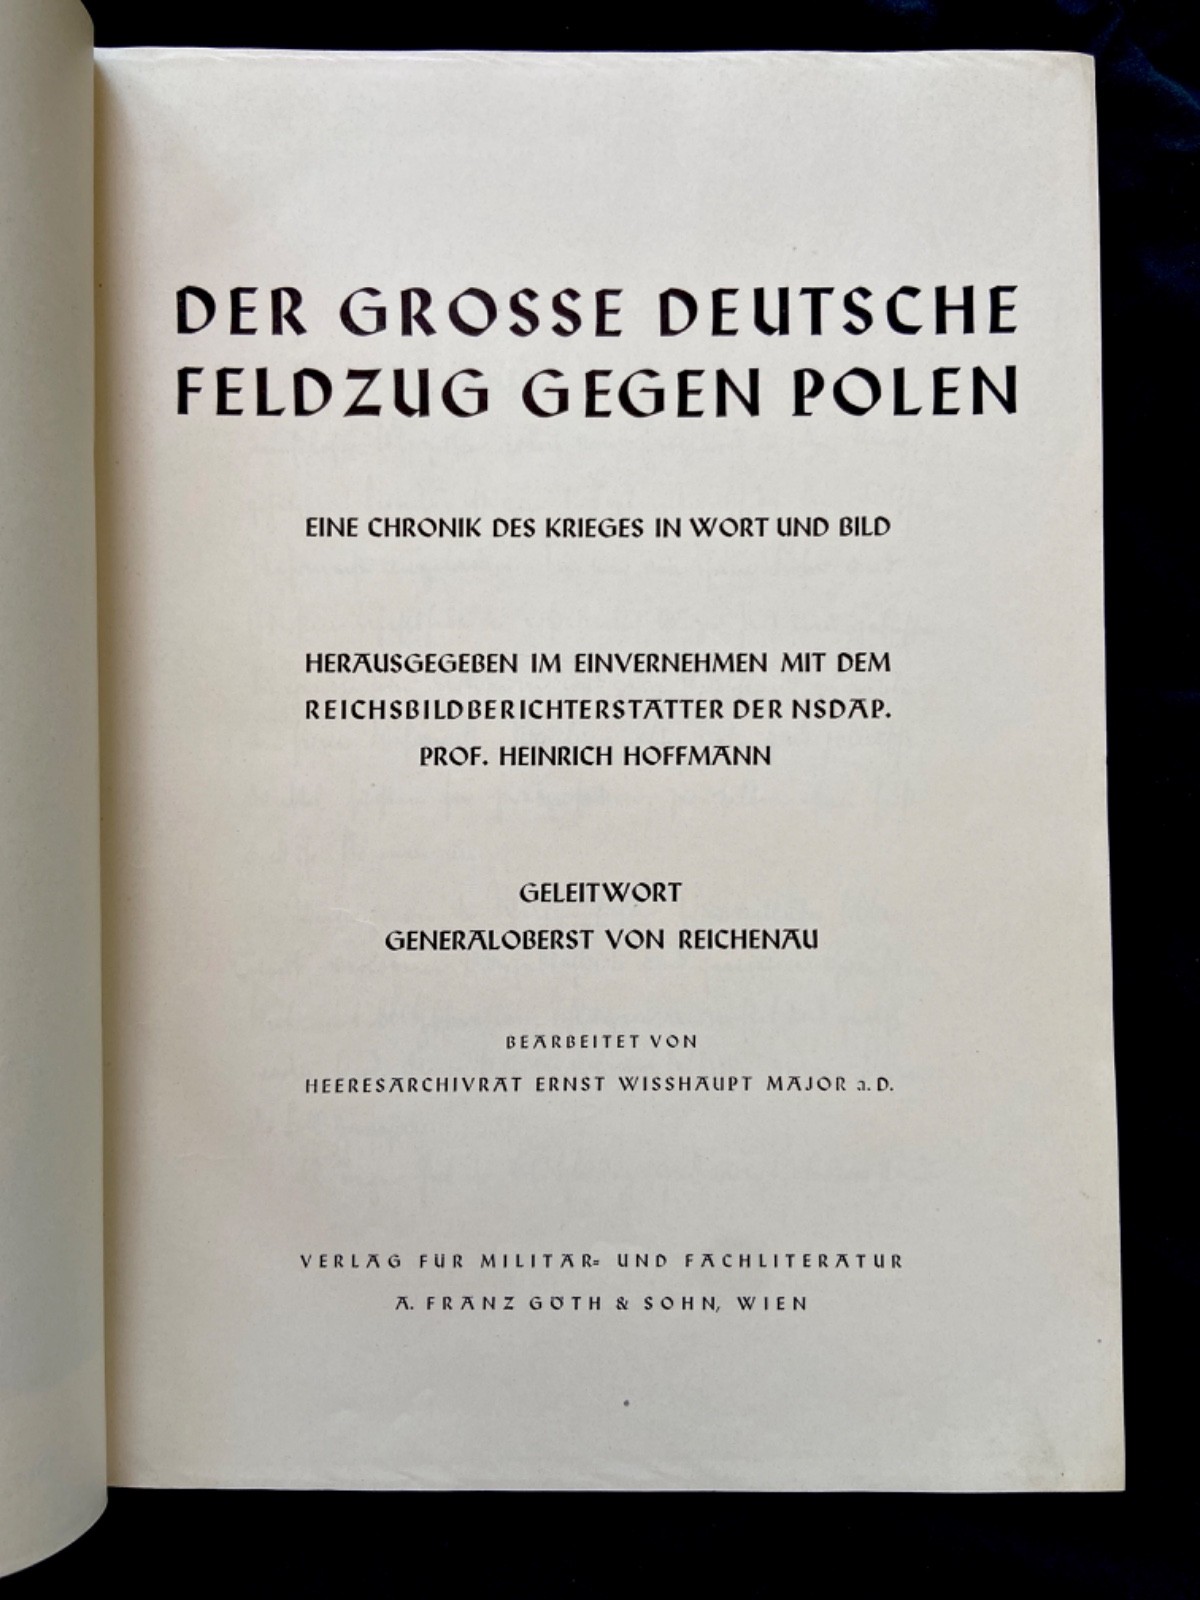 DER GROSSE DEUTSCHE
FELDZUG GEGEN POLEN
EINE CHRONIK DES KRIEGES IN WORT UND BILD
HERAUSGEGEBEN IM EINVERNEHMEN MIT DEM
REICHSBILDBERICHTERSTATTER DER NSDAP.
PROF. HEINRICH HOFFMANN
GELEITWORT
GENERALOBERST VON REICHENAU
BEARBEITET VON
HEERESARCHIVRAT ERNST WISSHAUPT MAJOR a. D.
VERLAG FÜR MILITÄR- UND FACHLITERATUR
A. FRANZ GÖTH & SOHN, WIEN